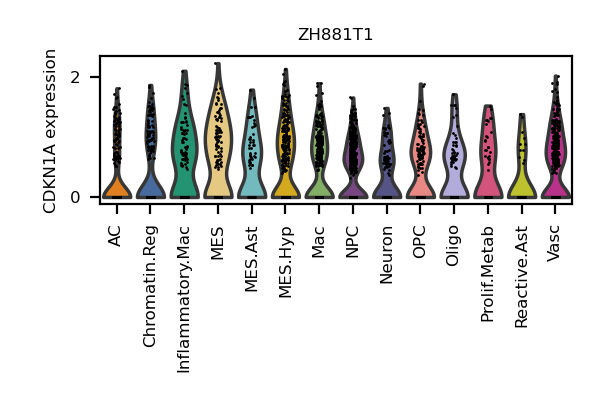 ZH881T1
CDKN1A expression
2
0
AC
Chromatin.Reg
Inflammatory.Mac
MES
MES.Ast
MES.Hyp
Mac
NPC
Neuron
OPC
Oligo
Prolif.Metab
Reactive.Ast
Vasc